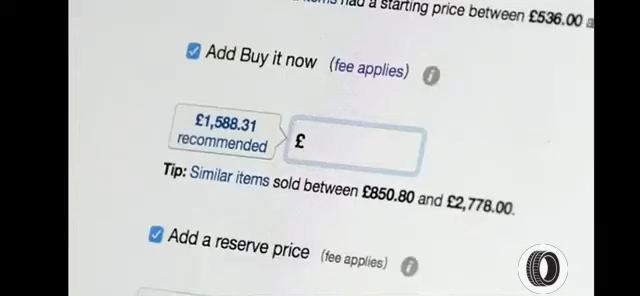 had a starting price between £536.00
Add Buy it now (fee applies) i
£1,588.31
recommended
£
Tip: Similar items sold between £850.80 and £2,778.00.
Add a reserve price (fee applies) i